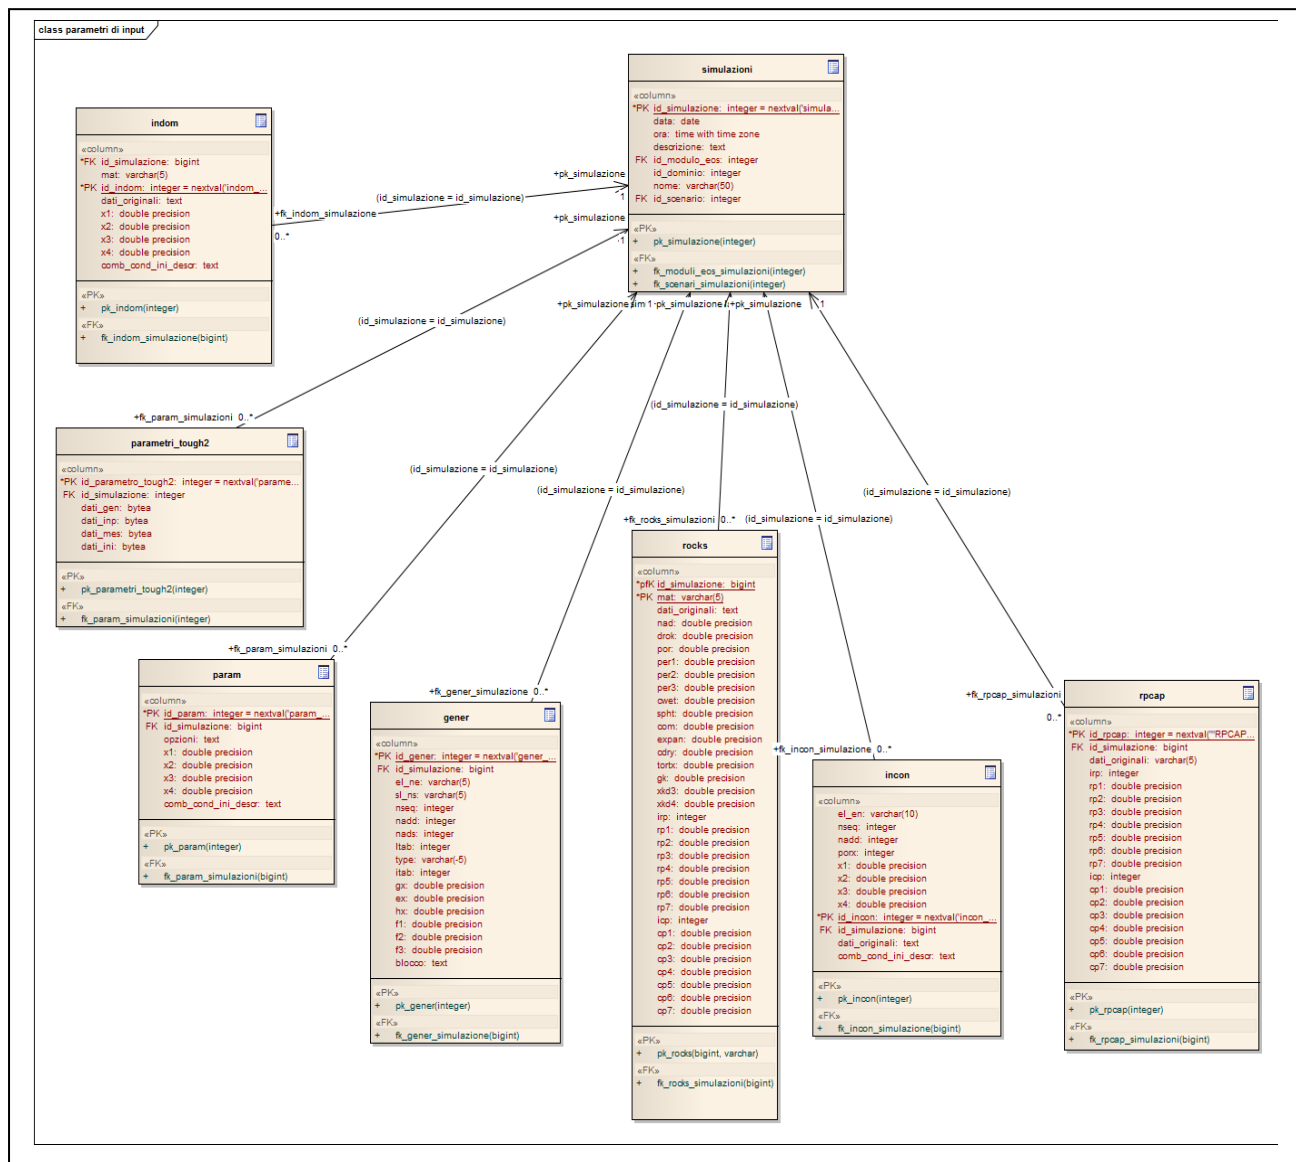 class parametri di input
simulazioni
«column»
*PK id_simulazione: integer = nextval('simula...
data: date
ora: time with time zone
descrizione: text
FK id_modulo_eos: integer
id_dominio: integer
nome: varchar(50)
FK id_scenario: integer
«PK»
+ pk_simulazione(integer)
«FK»
+ fk_moduli_eos_simulazioni(integer)
+ fk_scenari_simulazioni(integer)
indom
«column»
*FK id_simulazione: bigint
mat: varchar(5)
*PK id_indom: integer = nextval('indom_...
dati_originali: text
x1: double precision
x2: double precision
x3: double precision
x4: double precision
comb_cond_ini_descr: text
«PK»
+ pk_indom(integer)
«FK»
+ fk_indom_simulazione(bigint)
+pk_simulazione
1
(id_simulazione = id_simulazione)
+fk_indom_simulazione
0..*
+pk_simulazione
1
(id_simulazione = id_simulazione)
+fk_param_simulazioni 0..*
+pk_simulazione
1
+pk_simulazione
+pk_simulazione
1
parametri_tough2
«column»
*PK id_parametro_tough2: integer = nextval('parame...
FK id_simulazione: integer
dati_gen: bytea
dati_inp: bytea
dati_mes: bytea
dati_ini: bytea
«PK»
+ pk_parametri_tough2(integer)
«FK»
+ fk_param_simulazioni(integer)
(id_simulazione = id_simulazione)
(id_simulazione = id_simulazione)
(id_simulazione = id_simulazione)
(id_simulazione = id_simulazione)
(id_simulazione = id_simulazione)
+fk_param_simulazioni 0..*
param
«column»
*PK id_param: integer = nextval('param_...
FK id_simulazione: bigint
opzioni: text
x1: double precision
x2: double precision
x3: double precision
x4: double precision
comb_cond_ini_descr: text
«PK»
+ pk_param(integer)
«FK»
+ fk_param_simulazioni(bigint)
+fk_gener_simulazione 0..*
gener
«column»
*PK id_gener: integer = nextval('gener_...
FK id_simulazione: bigint
el_ne: varchar(5)
sl_ns: varchar(5)
nseq: integer
nadd: integer
nads: integer
ltab: integer
type: varchar(-5)
itab: integer
gx: double precision
ex: double precision
hx: double precision
f1: double precision
f2: double precision
f3: double precision
blocco: text
«PK»
+ pk_gener(integer)
«FK»
+ fk_gener_simulazione(bigint)
+fk_rocks_simulazioni 0..*
rocks
«column»
*pfK id_simulazione: bigint
*PK mat: varchar(5)
dati_originali: text
nad: double precision
drok: double precision
por: double precision
per1: double precision
per2: double precision
per3: double precision
cwet: double precision
spht: double precision
com: double precision
expan: double precision
cdry: double precision
tortx: double precision
gk: double precision
xkd3: double precision
xkd4: double precision
irp: integer
rp1: double precision
rp2: double precision
rp3: double precision
rp4: double precision
rp5: double precision
rp6: double precision
rp7: double precision
icp: integer
cp1: double precision
cp2: double precision
cp3: double precision
cp4: double precision
cp5: double precision
cp6: double precision
cp7: double precision
«PK»
+ pk_rocks(bigint, varchar)
«FK»
+ fk_rocks_simulazioni(bigint)
+fk_incon_simulazione 0..*
incon
«column»
el_en: varchar(10)
nseq: integer
nadd: integer
porx: integer
x1: double precision
x2: double precision
x3: double precision
x4: double precision
*PK id_incon: integer = nextval('incon_...
FK id_simulazione: bigint
dati_originali: text
comb_cond_ini_descr: text
«PK»
+ pk_incon(integer)
«FK»
+ fk_incon_simulazione(bigint)
+fk_rpcap_simulazioni
0..*
rpcap
«column»
*PK id_rpcap: integer = nextval('"RPCAP...
FK id_simulazione: bigint
dati_originali: varchar(5)
irp: integer
rp1: double precision
rp2: double precision
rp3: double precision
rp4: double precision
rp5: double precision
rp6: double precision
rp7: double precision
icp: integer
cp1: double precision
cp2: double precision
cp3: double precision
cp4: double precision
cp5: double precision
cp6: double precision
cp7: double precision
«PK»
+ pk_rpcap(integer)
«FK»
+ fk_rpcap_simulazioni(bigint)